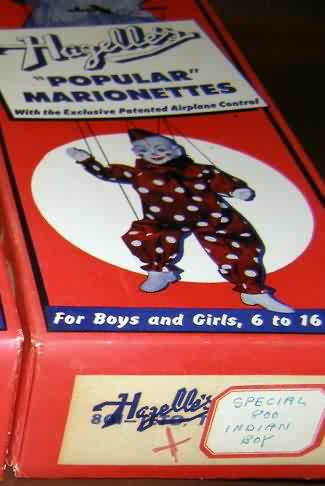 Hazelle's
"POPULAR"
MARIONETTES
With the Exclusive Patented Airplane Control
For Boys and Girls, 6 to 16
Hazelle's
SPECIAL
800
INDIAN
BOY